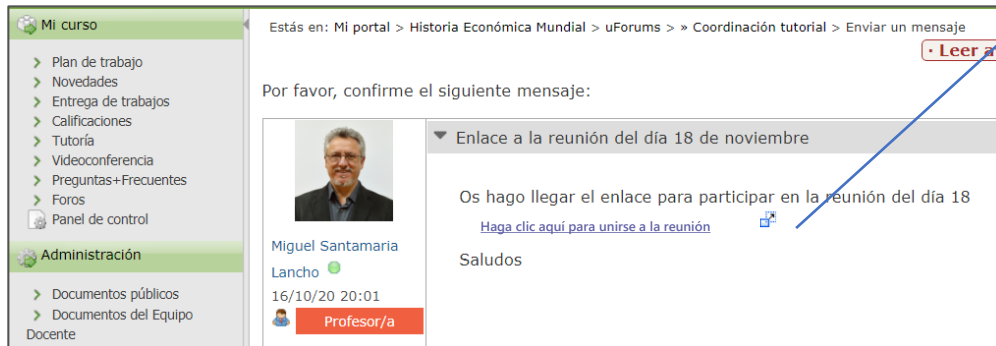 Mi curso
Plan de trabajo
Novedades
Entrega de trabajos
Calificaciones
Tutoría
Videoconferencia
Preguntas+Frecuentes
Foros
Panel de control
Administración
Documentos públicos
Documentos del Equipo
Docente
Estás en: Mi portal > Historia Económica Mundial > uForums > » Coordinación tutorial > Enviar un mensaje
· Leer a
Por favor, confirme el siguiente mensaje:
Enlace a la reunión del día 18 de noviembre
Os hago llegar el enlace para participar en la reunión del día 18
Haga clic aquí para unirse a la reunión
Saludos
Miguel Santamaria
Lancho
16/10/20 20:01
Profesor/a